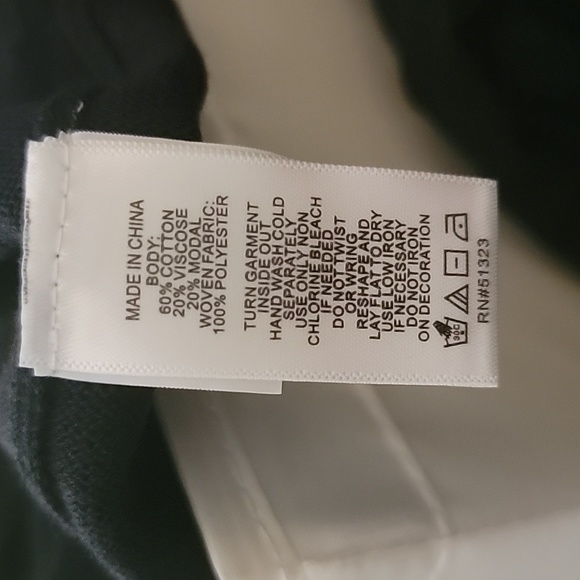 MADE IN CHINA
BODY:
60% COTTON
20% VISCOSE
20% MODAL
WOVEN FABRIC:
100% POLYESTER
TURN GARMENT
INSIDE OUT
HAND WASH COLD
SEPARATELY
USE ONLY NON
CHLORINE BLEACH
IF NEEDED
DO NOT TWIST
OR WRING
RESHAPE AND
LAY FLAT TO DRY
USE LOW IRON
IF NECESSARY
DO NOT IRON
ON DECORATION
30C
RN#51323